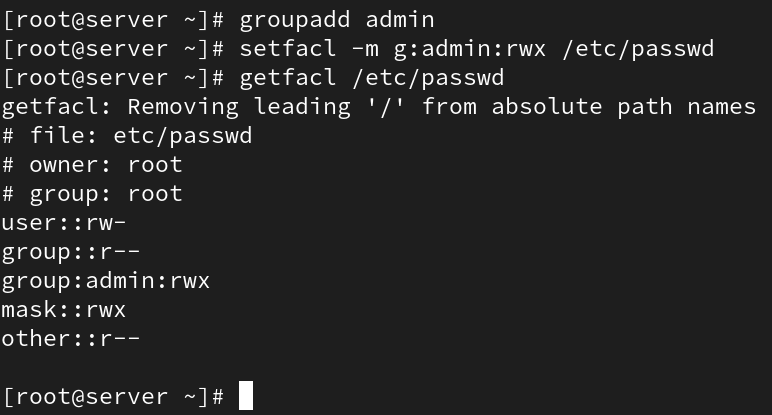 [root@server ~]# groupadd admin
[root@server ~]# setfacl -m g:admin:rwx /etc/passwd
[root@server ~]# getfacl /etc/passwd
getfacl: Removing leading '/' from absolute path names
# file: etc/passwd
# owner: root
# group: root
user::rw-
group::r--
group:admin:rwx
mask::rwx
other::r--
[root@server ~]#